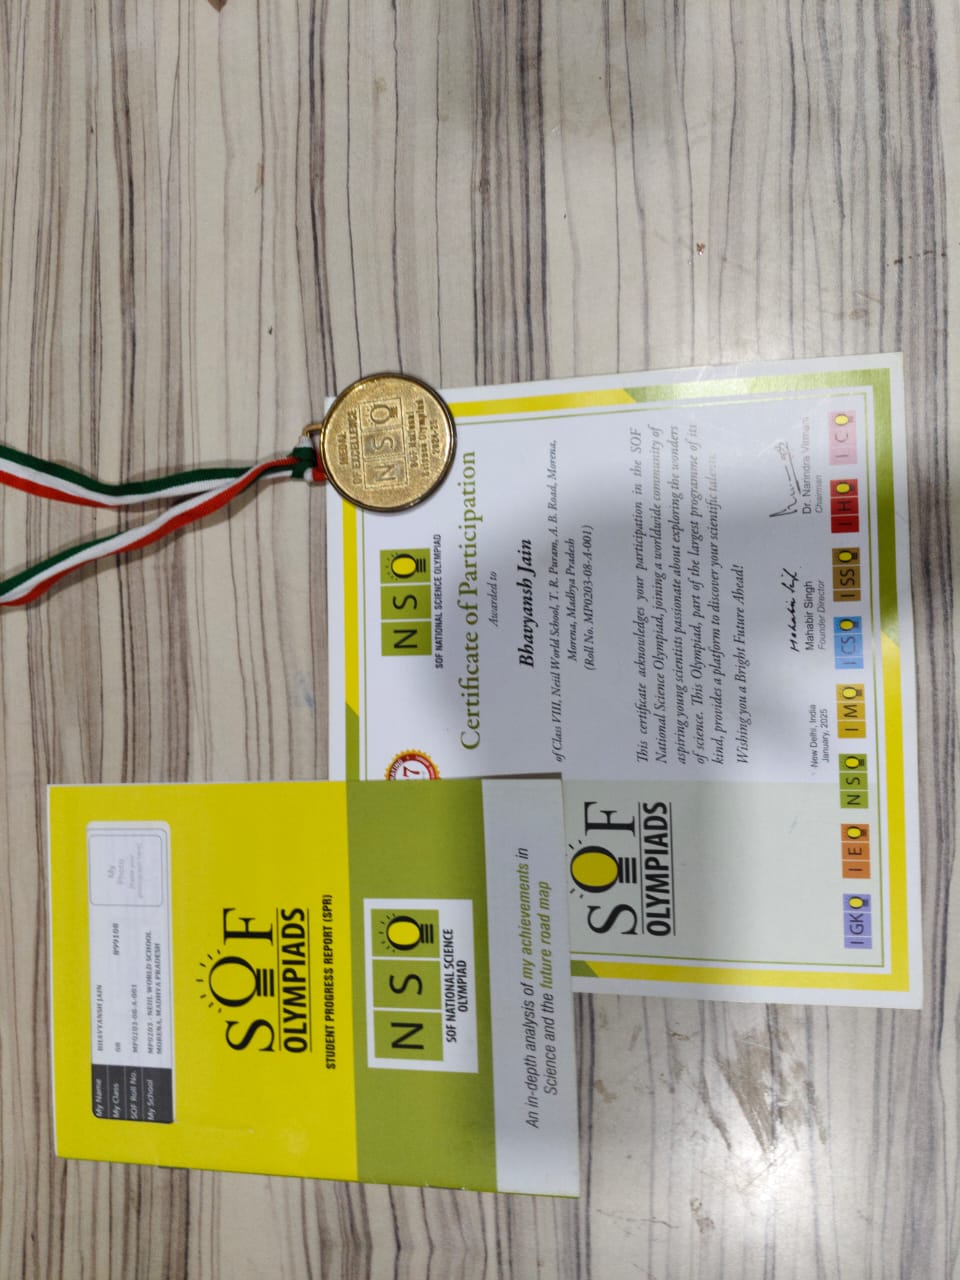 My Name BHAVYANSH JAIN
My Class 08 899108
SOF Roll No. MP0203-08-A-001
My School MP0203 - NEIL WORLD SCHOOL
MORENA, MADHYA PRADESH
My
Photo
SOF
OLYMPIADS
STUDENT PROGRESS REPORT (SPR)
NSO
SOF NATIONAL SCIENCE
OLYMPIAD
An in-depth analysis of my achievements in
Science and the future road map
MEDAL
OF EXCELLENCE
NSO
SOF National
Science Olympiad
2024-25
NSO
SOF NATIONAL SCIENCE OLYMPIAD
Certificate of Participation
Awarded to
Bhavyansh Jain
of Class VIII, Neill World School, T. R. Puram, A. B. Road, Morena,
Morena, Madhya Pradesh
(Roll No. MP0203-08-A-001)
This certificate acknowledges your participation in the SOF
National Science Olympiad, joining a worldwide community of
aspiring young scientists passionate about exploring the wonders
of science. This Olympiad, part of the largest programme of its
kind, provides a platform to discover your scientific talents.
Wishing you a Bright Future Ahead!
New Delhi, India
January, 2025
Mahabir Singh
Founder Director
Dr. Narindra Vitmani
Chairman
SOF
OLYMPIADS
IGKO IEO NSO IMO ICSO ISSO IHO ICO